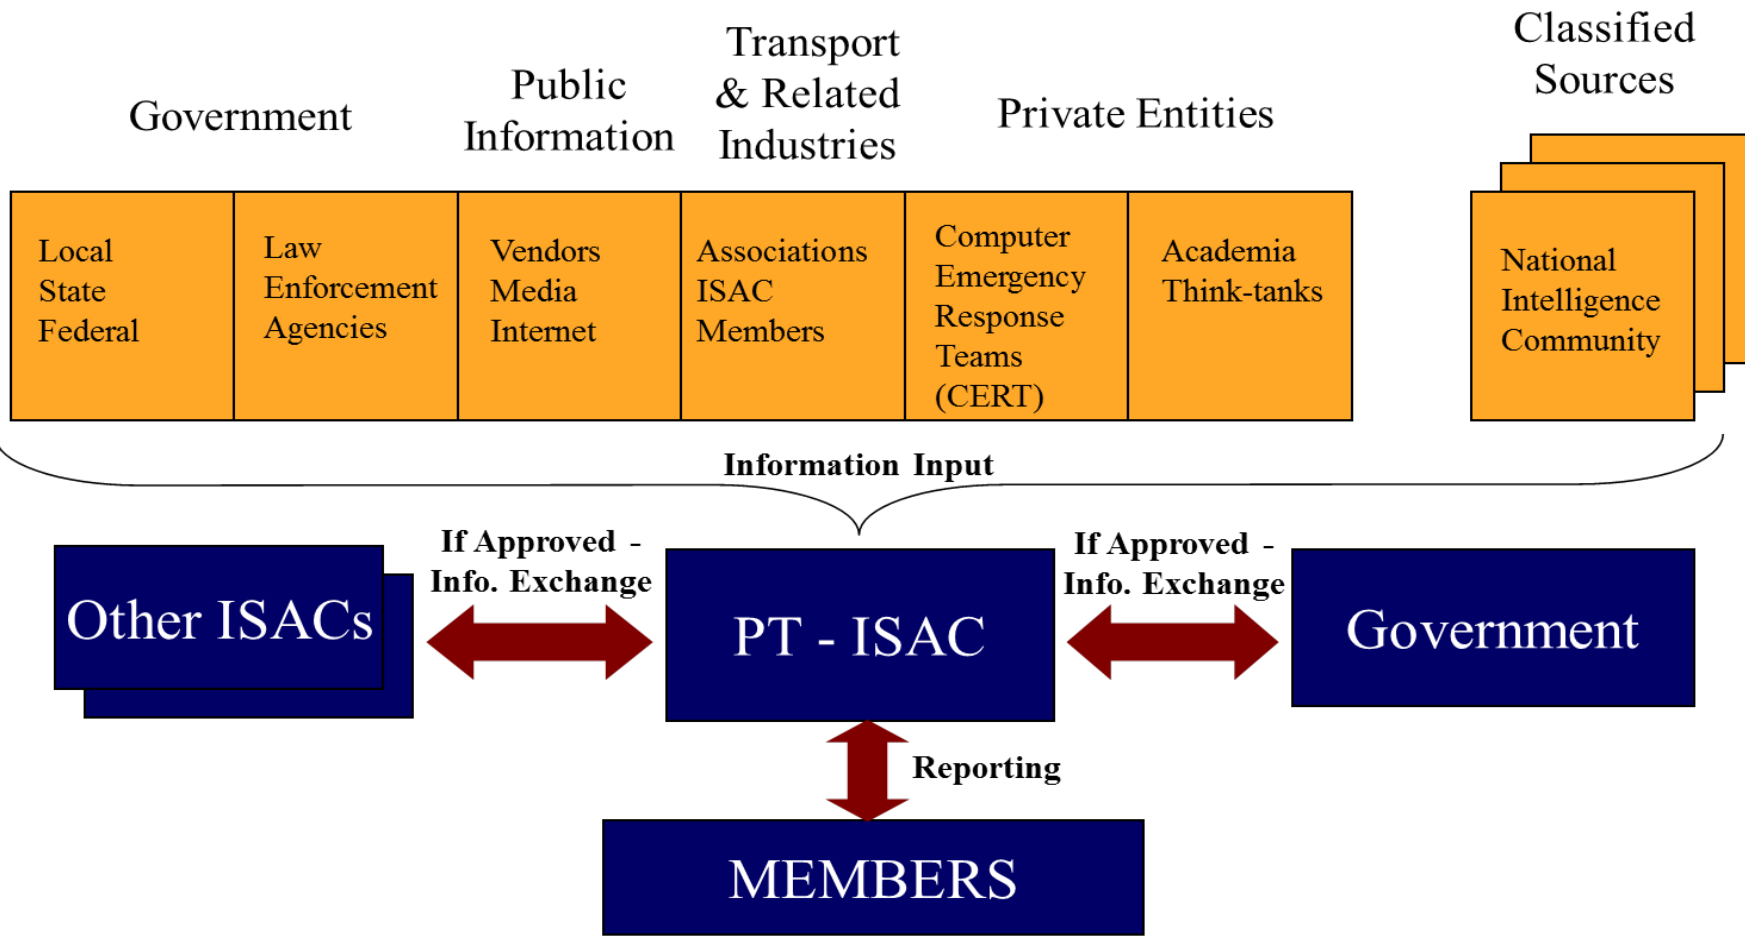 Government
Public
Information
Transport
& Related
Industries
Private Entities
Classified
Sources
Local
State
Federal
Law
Enforcement
Agencies
Vendors
Media
Internet
Associations
ISAC
Members
Computer
Emergency
Response
Teams
(CERT)
Academia
Think-tanks
National
Intelligence
Community
Information Input
Other ISACs
If Approved -
Info. Exchange
PT - ISAC
If Approved -
Info. Exchange
Government
Reporting
MEMBERS